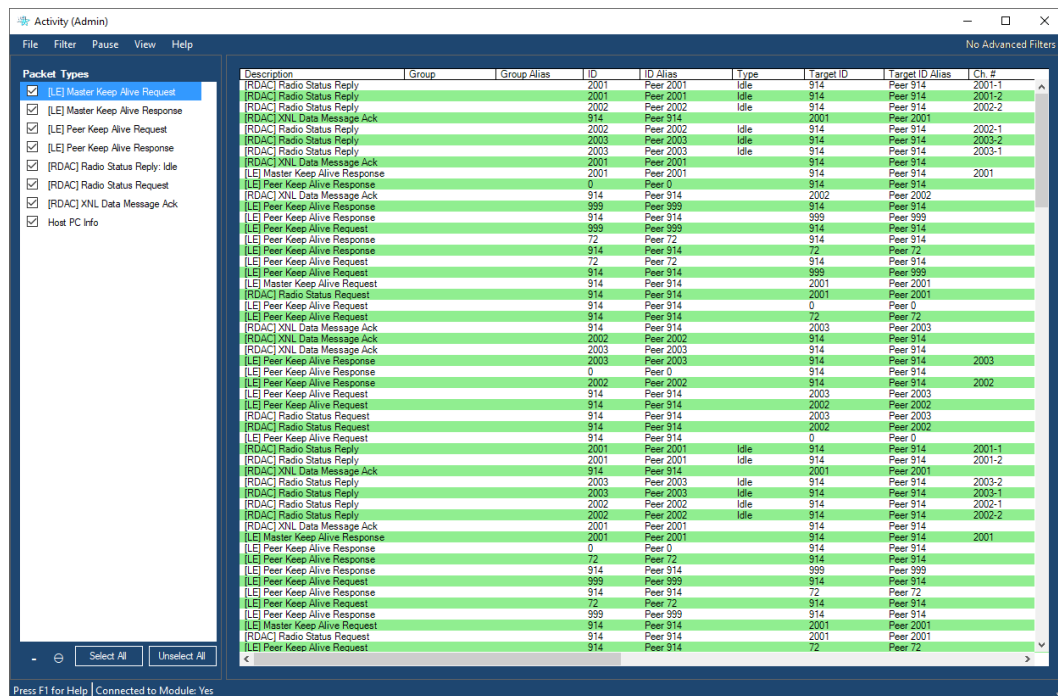 Activity (Admin)
File Filter Pause View Help No Advanced Filters
Packet Types
[LE] Master Keep Alive Request
[LE] Master Keep Alive Response
[LE] Peer Keep Alive Request
[LE] Peer Keep Alive Response
[RDAC] Radio Status Reply: Idle
[RDAC] Radio Status Request
[RDAC] XNL Data Message Ack
Host PC Info
Select All Unselect All
Description Group Group Alias ID ID Alias Type Target ID Target ID Alias Ch. #
[RDAC] Radio Status Reply 2001 Peer 2001 Idle 914 Peer 914 2001-1
[RDAC] Radio Status Reply 2001 Peer 2001 Idle 914 Peer 914 2001-2
[RDAC] Radio Status Reply 2002 Peer 2002 Idle 914 Peer 914 2002-2
[RDAC] XNL Data Message Ack 914 Peer 914 2001 Peer 2001
[RDAC] Radio Status Reply 2002 Peer 2002 Idle 914 Peer 914 2002-1
[RDAC] Radio Status Reply 2003 Peer 2003 Idle 914 Peer 914 2003-2
[RDAC] Radio Status Reply 2003 Peer 2003 Idle 914 Peer 914 2003-1
[RDAC] XNL Data Message Ack 2001 Peer 2001 914 Peer 914
[LE] Master Keep Alive Response 2001 Peer 2001 914 Peer 914 2001
[LE] Peer Keep Alive Response 0 Peer 0 914 Peer 914
[RDAC] XNL Data Message Ack 914 Peer 914 2002 Peer 2002
[LE] Peer Keep Alive Response 999 Peer 999 914 Peer 914
[LE] Peer Keep Alive Response 914 Peer 914 999 Peer 999
[LE] Peer Keep Alive Request 999 Peer 999 914 Peer 914
[LE] Peer Keep Alive Response 72 Peer 72 914 Peer 914
[LE] Peer Keep Alive Response 914 Peer 914 72 Peer 72
[LE] Peer Keep Alive Request 72 Peer 72 914 Peer 914
[LE] Peer Keep Alive Request 914 Peer 914 999 Peer 999
[LE] Master Keep Alive Request 914 Peer 914 2001 Peer 2001
[RDAC] Radio Status Request 914 Peer 914 2001 Peer 2001
[LE] Peer Keep Alive Request 914 Peer 914 0 Peer 0
[LE] Peer Keep Alive Request 914 Peer 914 72 Peer 72
[RDAC] XNL Data Message Ack 914 Peer 914 2003 Peer 2003
[RDAC] XNL Data Message Ack 2002 Peer 2002 914 Peer 914
[RDAC] XNL Data Message Ack 2003 Peer 2003 914 Peer 914
[LE] Peer Keep Alive Response 2003 Peer 2003 914 Peer 914 2003
[LE] Peer Keep Alive Response 0 Peer 0 914 Peer 914
[LE] Peer Keep Alive Response 2002 Peer 2002 914 Peer 914 2002
[LE] Peer Keep Alive Request 914 Peer 914 2003 Peer 2003
[LE] Peer Keep Alive Request 914 Peer 914 2002 Peer 2002
[RDAC] Radio Status Request 914 Peer 914 2003 Peer 2003
[RDAC] Radio Status Request 914 Peer 914 2002 Peer 2002
[LE] Peer Keep Alive Request 914 Peer 914 0 Peer 0
[RDAC] Radio Status Reply 2001 Peer 2001 Idle 914 Peer 914 2001-1
[RDAC] Radio Status Reply 2001 Peer 2001 Idle 914 Peer 914 2001-2
[RDAC] XNL Data Message Ack 914 Peer 914 2001 Peer 2001
[RDAC] Radio Status Reply 2003 Peer 2003 Idle 914 Peer 914 2003-2
[RDAC] Radio Status Reply 2003 Peer 2003 Idle 914 Peer 914 2003-1
[RDAC] Radio Status Reply 2002 Peer 2002 Idle 914 Peer 914 2002-1
[RDAC] Radio Status Reply 2002 Peer 2002 Idle 914 Peer 914 2002-2
[RDAC] XNL Data Message Ack 2001 Peer 2001 914 Peer 914
[LE] Master Keep Alive Response 2001 Peer 2001 914 Peer 914 2001
[LE] Peer Keep Alive Response 0 Peer 0 914 Peer 914
[LE] Peer Keep Alive Response 72 Peer 72 914 Peer 914
[LE] Peer Keep Alive Response 914 Peer 914 999 Peer 999
[LE] Peer Keep Alive Request 999 Peer 999 914 Peer 914
[LE] Peer Keep Alive Response 914 Peer 914 72 Peer 72
[LE] Peer Keep Alive Request 72 Peer 72 914 Peer 914
[LE] Peer Keep Alive Response 999 Peer 999 914 Peer 914
[LE] Master Keep Alive Request 914 Peer 914 2001 Peer 2001
[RDAC] Radio Status Request 914 Peer 914 2001 Peer 2001
[LE] Peer Keep Alive Request 914 Peer 914 72 Peer 72
Press F1 for Help Connected to Module: Yes